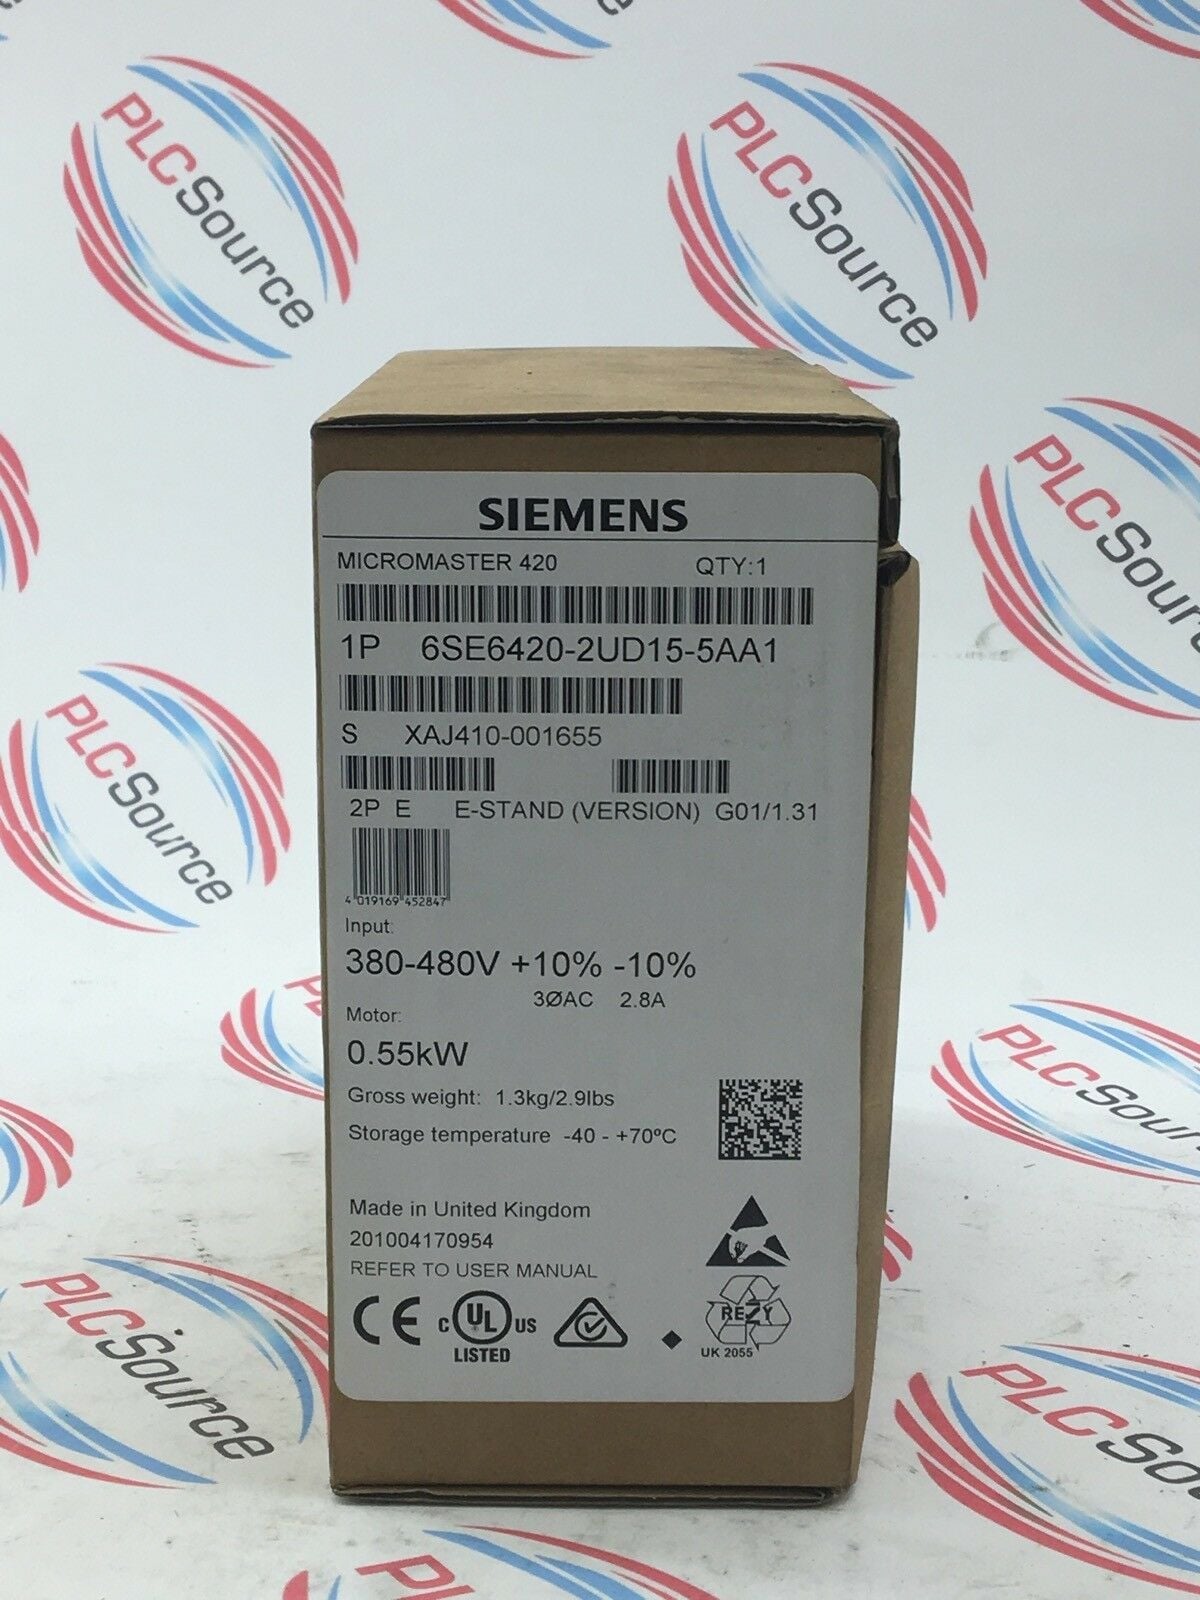 PLCSource
PLCSource
PLCSource
PLCSource
PLCSource
PLCSource
SIEMENS
MICROMASTER 420 QTY:1
1P 6SE6420-2UD15-5AA1
S XAJ410-001655
2P E E-STAND (VERSION) G01/1.31
4 019169 452847
Input:
380-480V +10% -10%
3ØAC 2.8A
Motor:
0.55kW
Gross weight: 1.3kg/2.9lbs
Storage temperature -40 - +70ºC
Made in United Kingdom
201004170954
REFER TO USER MANUAL
CE
C UL US
LISTED
REZY
UK 2055